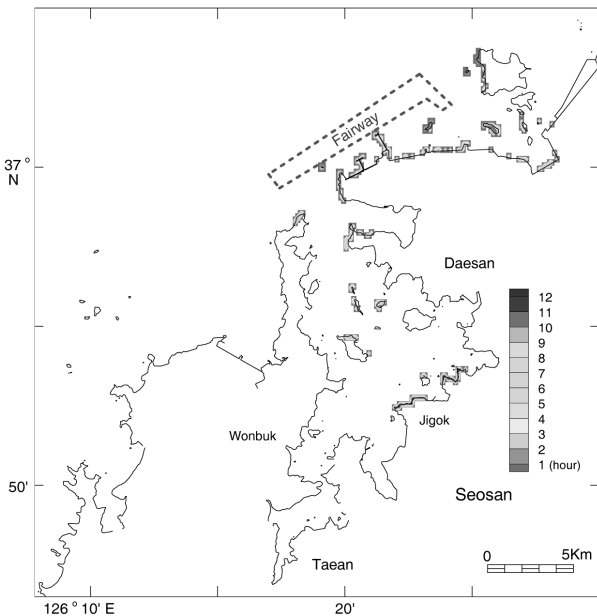 Fairway
37 °
N
Daesan
12
11
10
9
8
7
6
5
4
3
2
1 (hour)
Jigok
Wonbuk
50'
Seosan
Taean
0 5Km
126 ° 10' E 20'